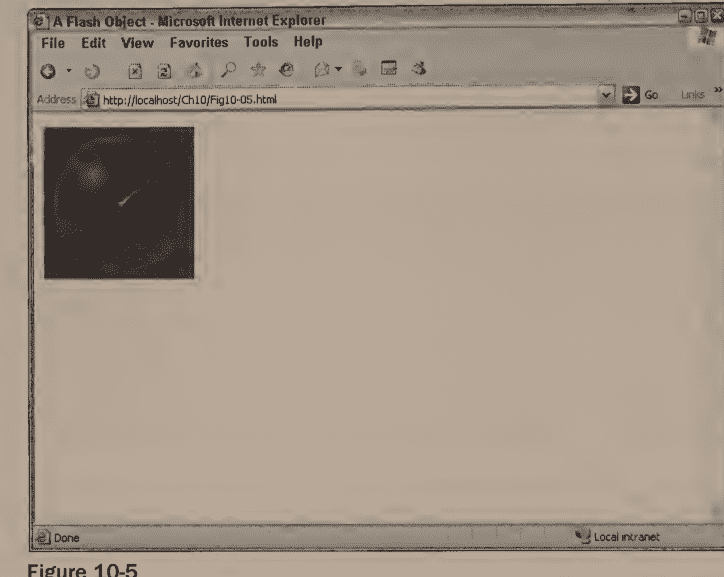 A Flash Object - Microsoft Internet Explorer
File Edit View Favorites Tools Help
Address http://localhost/Ch10/Fig10-05.html Go Links »
Done Local intranet
Figure 10-5